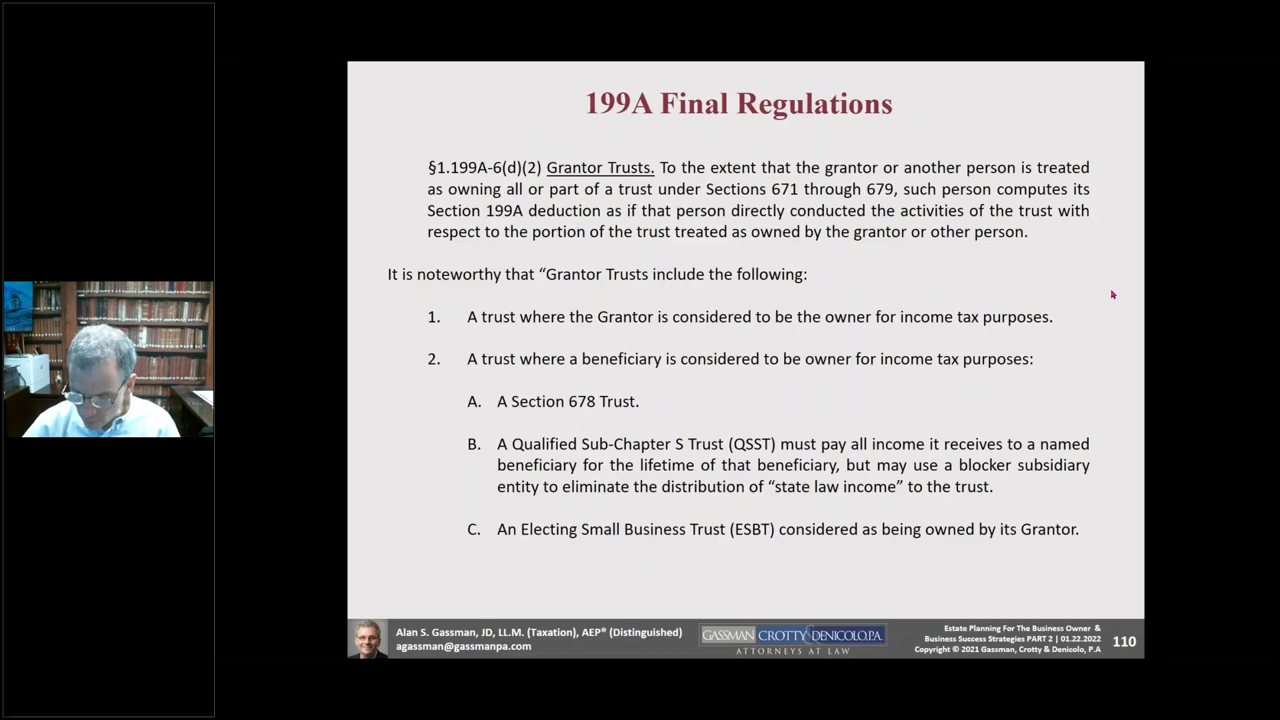 199A Final Regulations
§1.199A-6(d)(2) Grantor Trusts. To the extent that the grantor or another person is treated
as owning all or part of a trust under Sections 671 through 679, such person computes its
Section 199A deduction as if that person directly conducted the activities of the trust with
respect to the portion of the trust treated as owned by the grantor or other person.
It is noteworthy that “Grantor Trusts include the following:
1. A trust where the Grantor is considered to be the owner for income tax purposes.
2. A trust where a beneficiary is considered to be owner for income tax purposes:
A. A Section 678 Trust.
B. A Qualified Sub-Chapter S Trust (QSST) must pay all income it receives to a named
beneficiary for the lifetime of that beneficiary, but may use a blocker subsidiary
entity to eliminate the distribution of “state law income” to the trust.
C. An Electing Small Business Trust (ESBT) considered as being owned by its Grantor.
Alan S. Gassman, JD, LL.M. (Taxation), AEP® (Distinguished)
agassman@gassmanpa.com
GASSMAN CROTTY & DENICOLO, P.A.
ATTORNEYS AT LAW
Estate Planning For The Business Owner &
Business Success Strategies PART 2 | 01.22.2022
Copyright © 2021 Gassman, Crotty & Denicolo, P.A
110